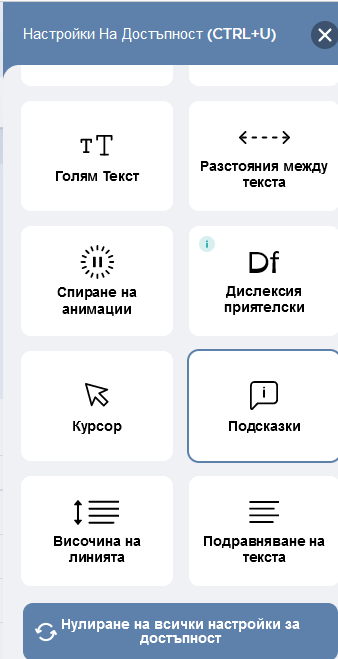 Настройки На Достъпност (CTRL+U)
Голям Текст
Разстояния между
текста
Спиране на
анимации
Df
Дислексия
приятелски
Курсор
Подсказки
Височина на
линията
Подравняване на
текста
Нулиране на всички настройки за
достъпност